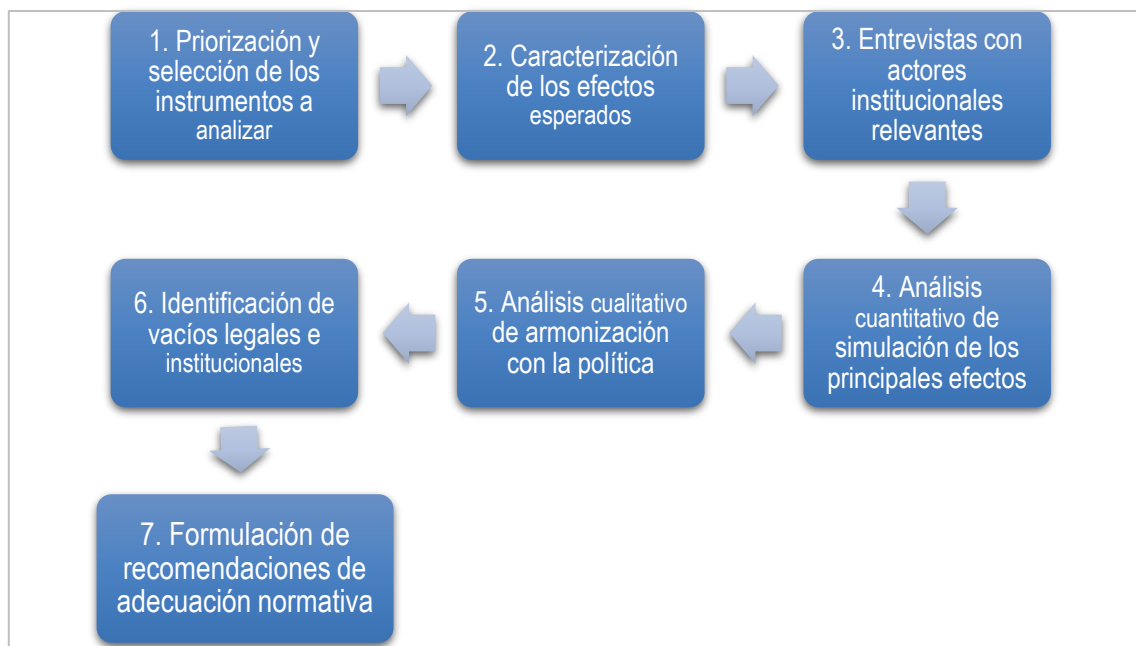 1. Priorización y
selección de los
instrumentos a
analizar
2. Caracterización
de los efectos
esperados
3. Entrevistas con
actores
institucionales
relevantes
4. Análisis
cuantitativo de
simulación de los
principales efectos
5. Análisis cualitativo
de armonización
con la política
6. Identificación de
vacíos legales e
institucionales
7. Formulación de
recomendaciones de
adecuación normativa